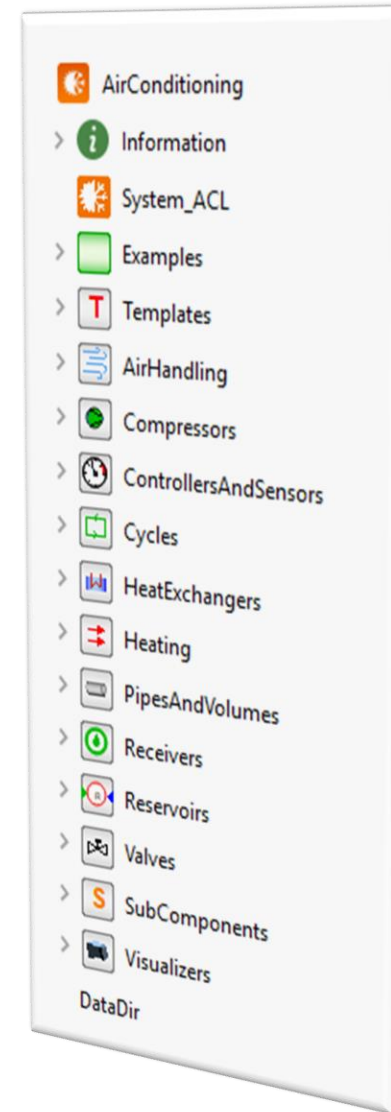 AirConditioning
Information
System_ACL
Examples
Templates
AirHandling
Compressors
ControllersAndSensors
Cycles
HeatExchangers
Heating
PipesAndVolumes
Receivers
Reservoirs
Valves
SubComponents
Visualizers
DataDir